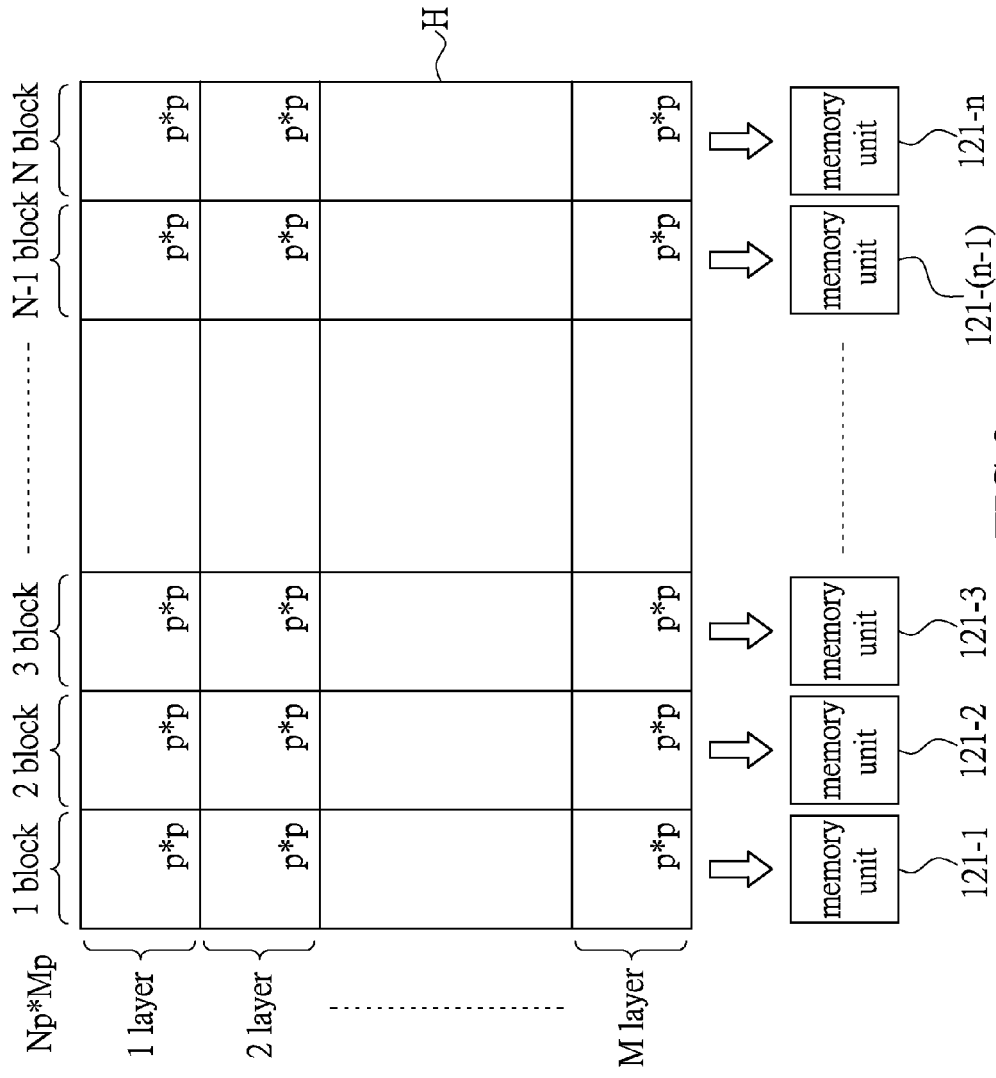 Np*Mp
1 block 2 block 3 block N-1 block N block
1 layer p*p p*p p*p p*p p*p
2 layer p*p p*p p*p p*p p*p
H
M layer p*p p*p p*p p*p p*p
memory unit memory unit memory unit memory unit memory unit
121-1 121-2 121-3 121-(n-1) 121-n